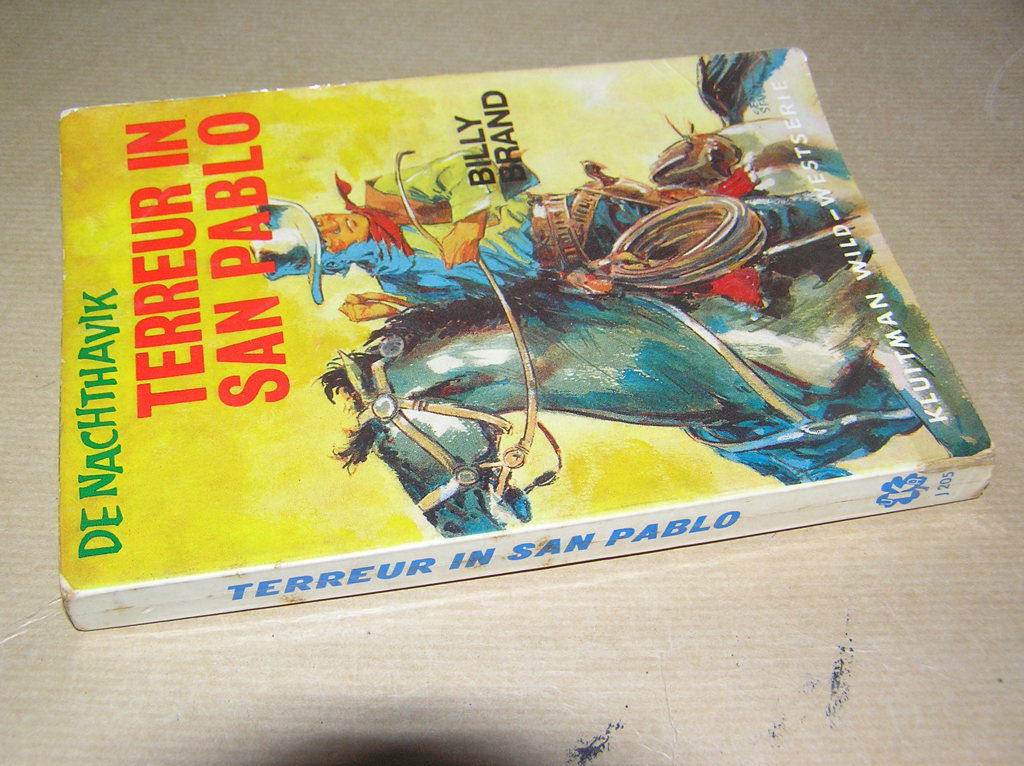 DE NACHTHAVIK
TERREUR IN
SAN PABLO
BILLY
BRAND
KLUITMAN WILD-WESTSERIE
TERREUR IN SAN PABLO
J 205